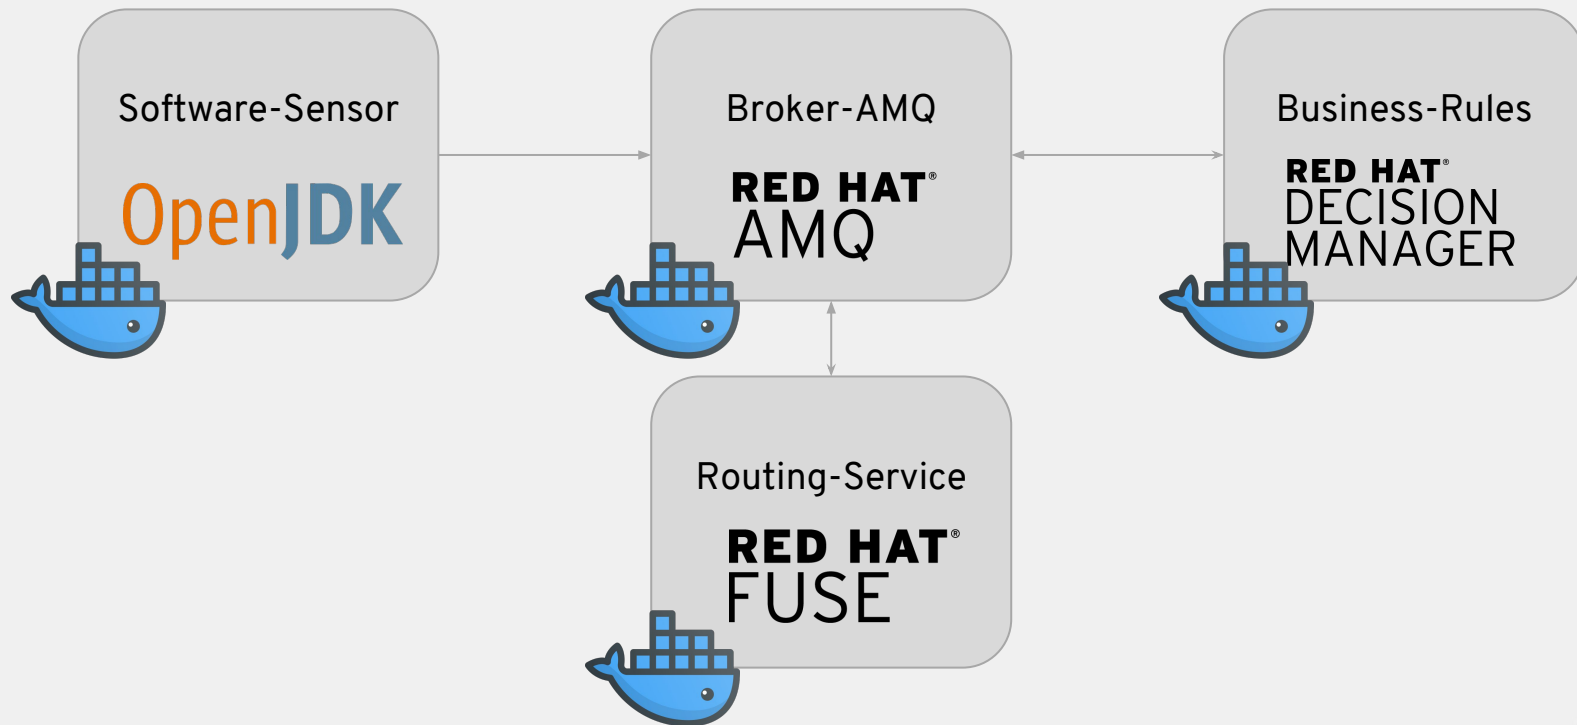 Software-Sensor
OpenJDK
Broker-AMQ
RED HAT®
AMQ
Business-Rules
RED HAT®
DECISION
MANAGER
Routing-Service
RED HAT®
FUSE